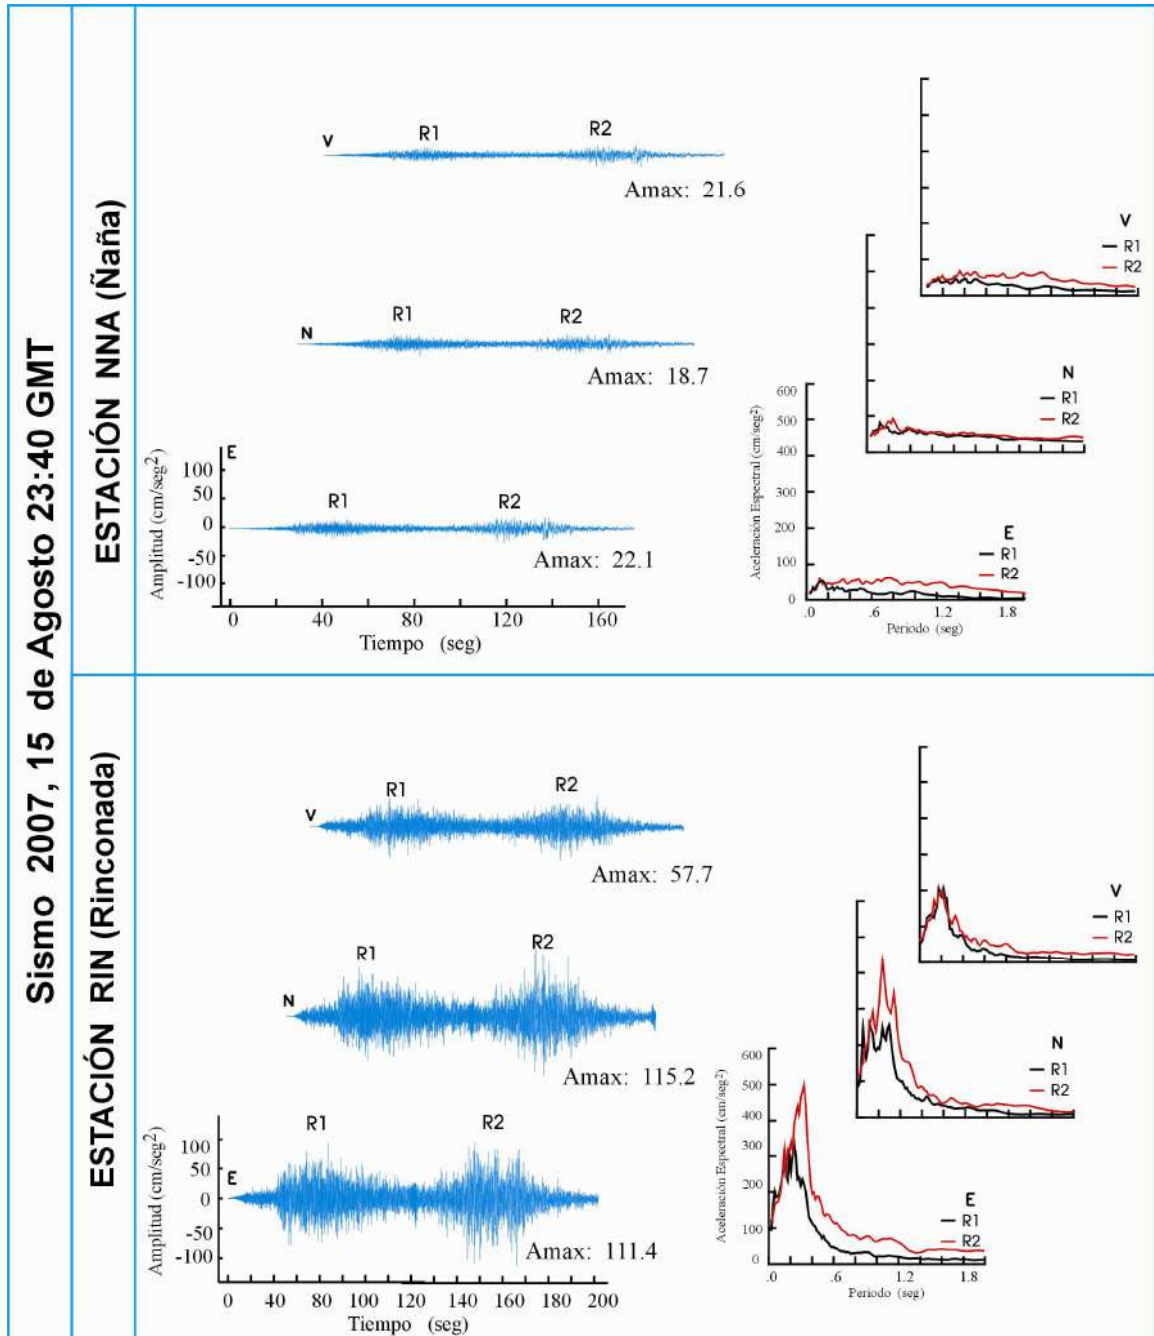 Sismo 2007, 15 de Agosto 23:40 GMT
ESTACIÓN NNA (Ñaña)
V
R1
R2
Amax: 21.6
N
R1
R2
Amax: 18.7
E
Amplitud (cm/seg2)
100
50
0
-50
-100
R1
R2
Amax: 22.1
0 40 80 120 160
Tiempo (seg)
V
R1
R2
N
R1
R2
Aceleración Espectral (cm/seg2)
600
500
400
300
200
100
0
E
R1
R2
.0 .6 1.2 1.8
Periodo (seg)
ESTACIÓN RIN (Rinconada)
V
R1
R2
Amax: 57.7
N
R1
R2
Amax: 115.2
E
Amplitud (cm/seg2)
100
50
0
-50
-100
R1
R2
Amax: 111.4
0 40 80 100 120 140 160 180 200
Tiempo (seg)
V
R1
R2
N
R1
R2
Aceleración Espectral (cm/seg2)
600
500
400
300
200
100
0
E
R1
R2
.0 .6 1.2 1.8
Periodo (seg)